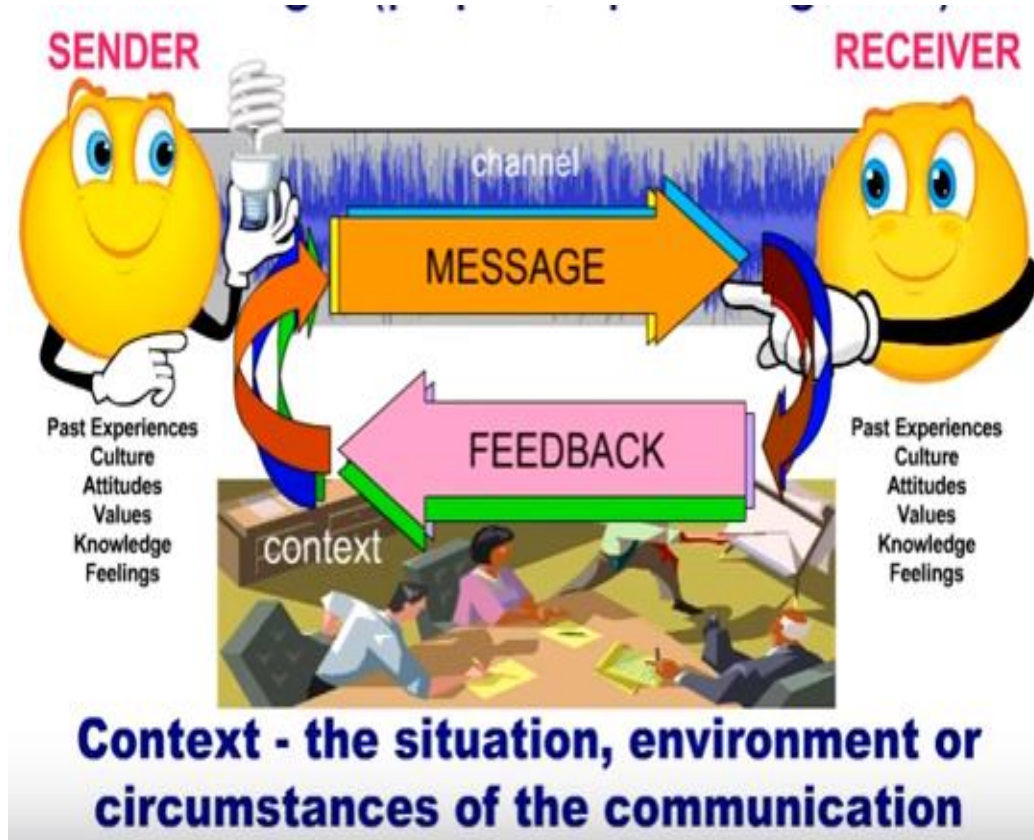 SENDER
RECEIVER
channel
MESSAGE
FEEDBACK
Past Experiences
Culture
Attitudes
Values
Knowledge
Feelings
Past Experiences
Culture
Attitudes
Values
Knowledge
Feelings
context
Context - the situation, environment or
circumstances of the communication